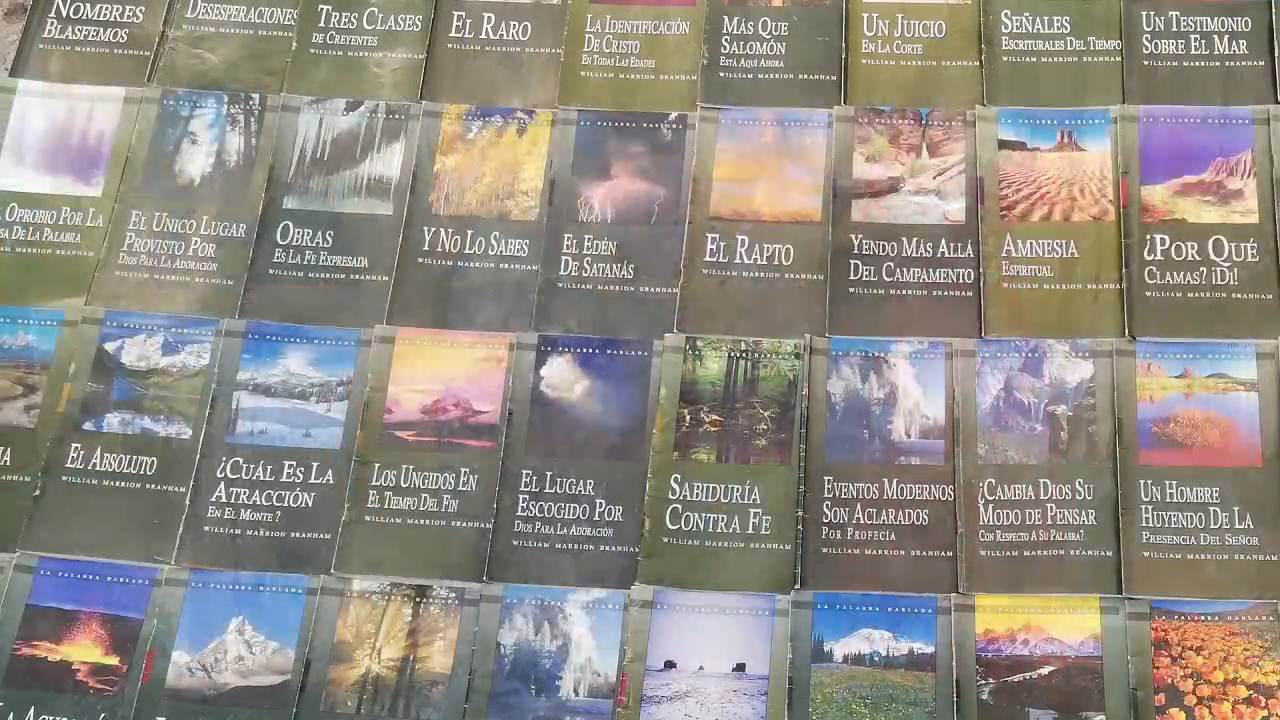 NOMBRES
BLASFEMOS
WILLIAM MARRION BRANHAM
DESESPERACIONES
WILLIAM MARRION BRANHAM
TRES CLASES
DE CREYENTES
WILLIAM MARRION BRANHAM
EL RARO
WILLIAM MARRION BRANHAM
LA IDENTIFICACIÓN
DE CRISTO
EN TODAS LAS EDADES
WILLIAM MARRION BRANHAM
MÁS QUE
SALOMÓN
ESTÁ AQUÍ AHORA
WILLIAM MARRION BRANHAM
UN JUICIO
EN LA CORTE
WILLIAM MARRION BRANHAM
SEÑALES
ESCRITURALES DEL TIEMPO
WILLIAM MARRION BRANHAM
UN TESTIMONIO
SOBRE EL MAR
WILLIAM MARRION BRANHAM
OPROBIO POR LA
SA DE LA PALABRA
AM MARRION BRANHAM
LA PALABRA HABLADA
EL UNICO LUGAR
PROVISTO POR
DIOS PARA LA ADORACIÓN
WILLIAM MARRION BRANHAM
LA PALABRA HABLADA
OBRAS
ES LA FE EXPRESADA
WILLIAM MARRION BRANHAM
LA PALABRA HABLADA
Y NO LO SABES
WILLIAM MARRION BRANHAM
LA PALABRA HABLADA
EL EDÉN
DE SATANÁS
WILLIAM MARRION BRANHAM
LA PALABRA HABLADA
EL RAPTO
WILLIAM MARRION BRANHAM
LA PALABRA HABLADA
YENDO MÁS ALLÁ
DEL CAMPAMENTO
WILLIAM MARRION BRANHAM
LA PALABRA HABLADA
AMNESIA
ESPIRITUAL
WILLIAM MARRION BRANHAM
LA PALABRA HABLADA
¿POR QUÉ
CLAMAS? ¡DI!
WILLIAM MARRION BRANHAM
HABLADA
IA
BRANHAM
LA PALABRA HABLADA
EL ABSOLUTO
WILLIAM MARRION BRANHAM
LA PALABRA HABLADA
¿CUÁL ES LA
ATRACCIÓN
EN EL MONTE?
WILLIAM MARRION BRANHAM
LA PALABRA HABLADA
LOS UNGIDOS EN
EL TIEMPO DEL FIN
WILLIAM MARRION BRANHAM
LA PALABRA HABLADA
EL LUGAR
ESCOGIDO POR
DIOS PARA LA ADORACIÓN
WILLIAM MARRION BRANHAM
LA PALABRA HABLADA
SABIDURÍA
CONTRA FE
WILLIAM MARRION BRANHAM
LA PALABRA HABLADA
EVENTOS MODERNOS
SON ACLARADOS
POR PROFECÍA
WILLIAM MARRION BRANHAM
LA PALABRA HABLADA
¿CAMBIA DIOS SU
MODO DE PENSAR
CON RESPECTO A SU PALABRA?
WILLIAM MARRION BRANHAM
LA PALABRA HABLADA
UN HOMBRE
HUYENDO DE LA
PRESENCIA DEL SEÑOR
WILLIAM MARRION BRANHAM
LA PALABRA HABLADA
LA PALABRA HABLADA
LA PALABRA HABLADA
LA PALABRA HABLADA
LA PALABRA HABLADA
LA PALABRA HABLADA
LA PALABRA HABLADA
LA PALABRA HABLADA